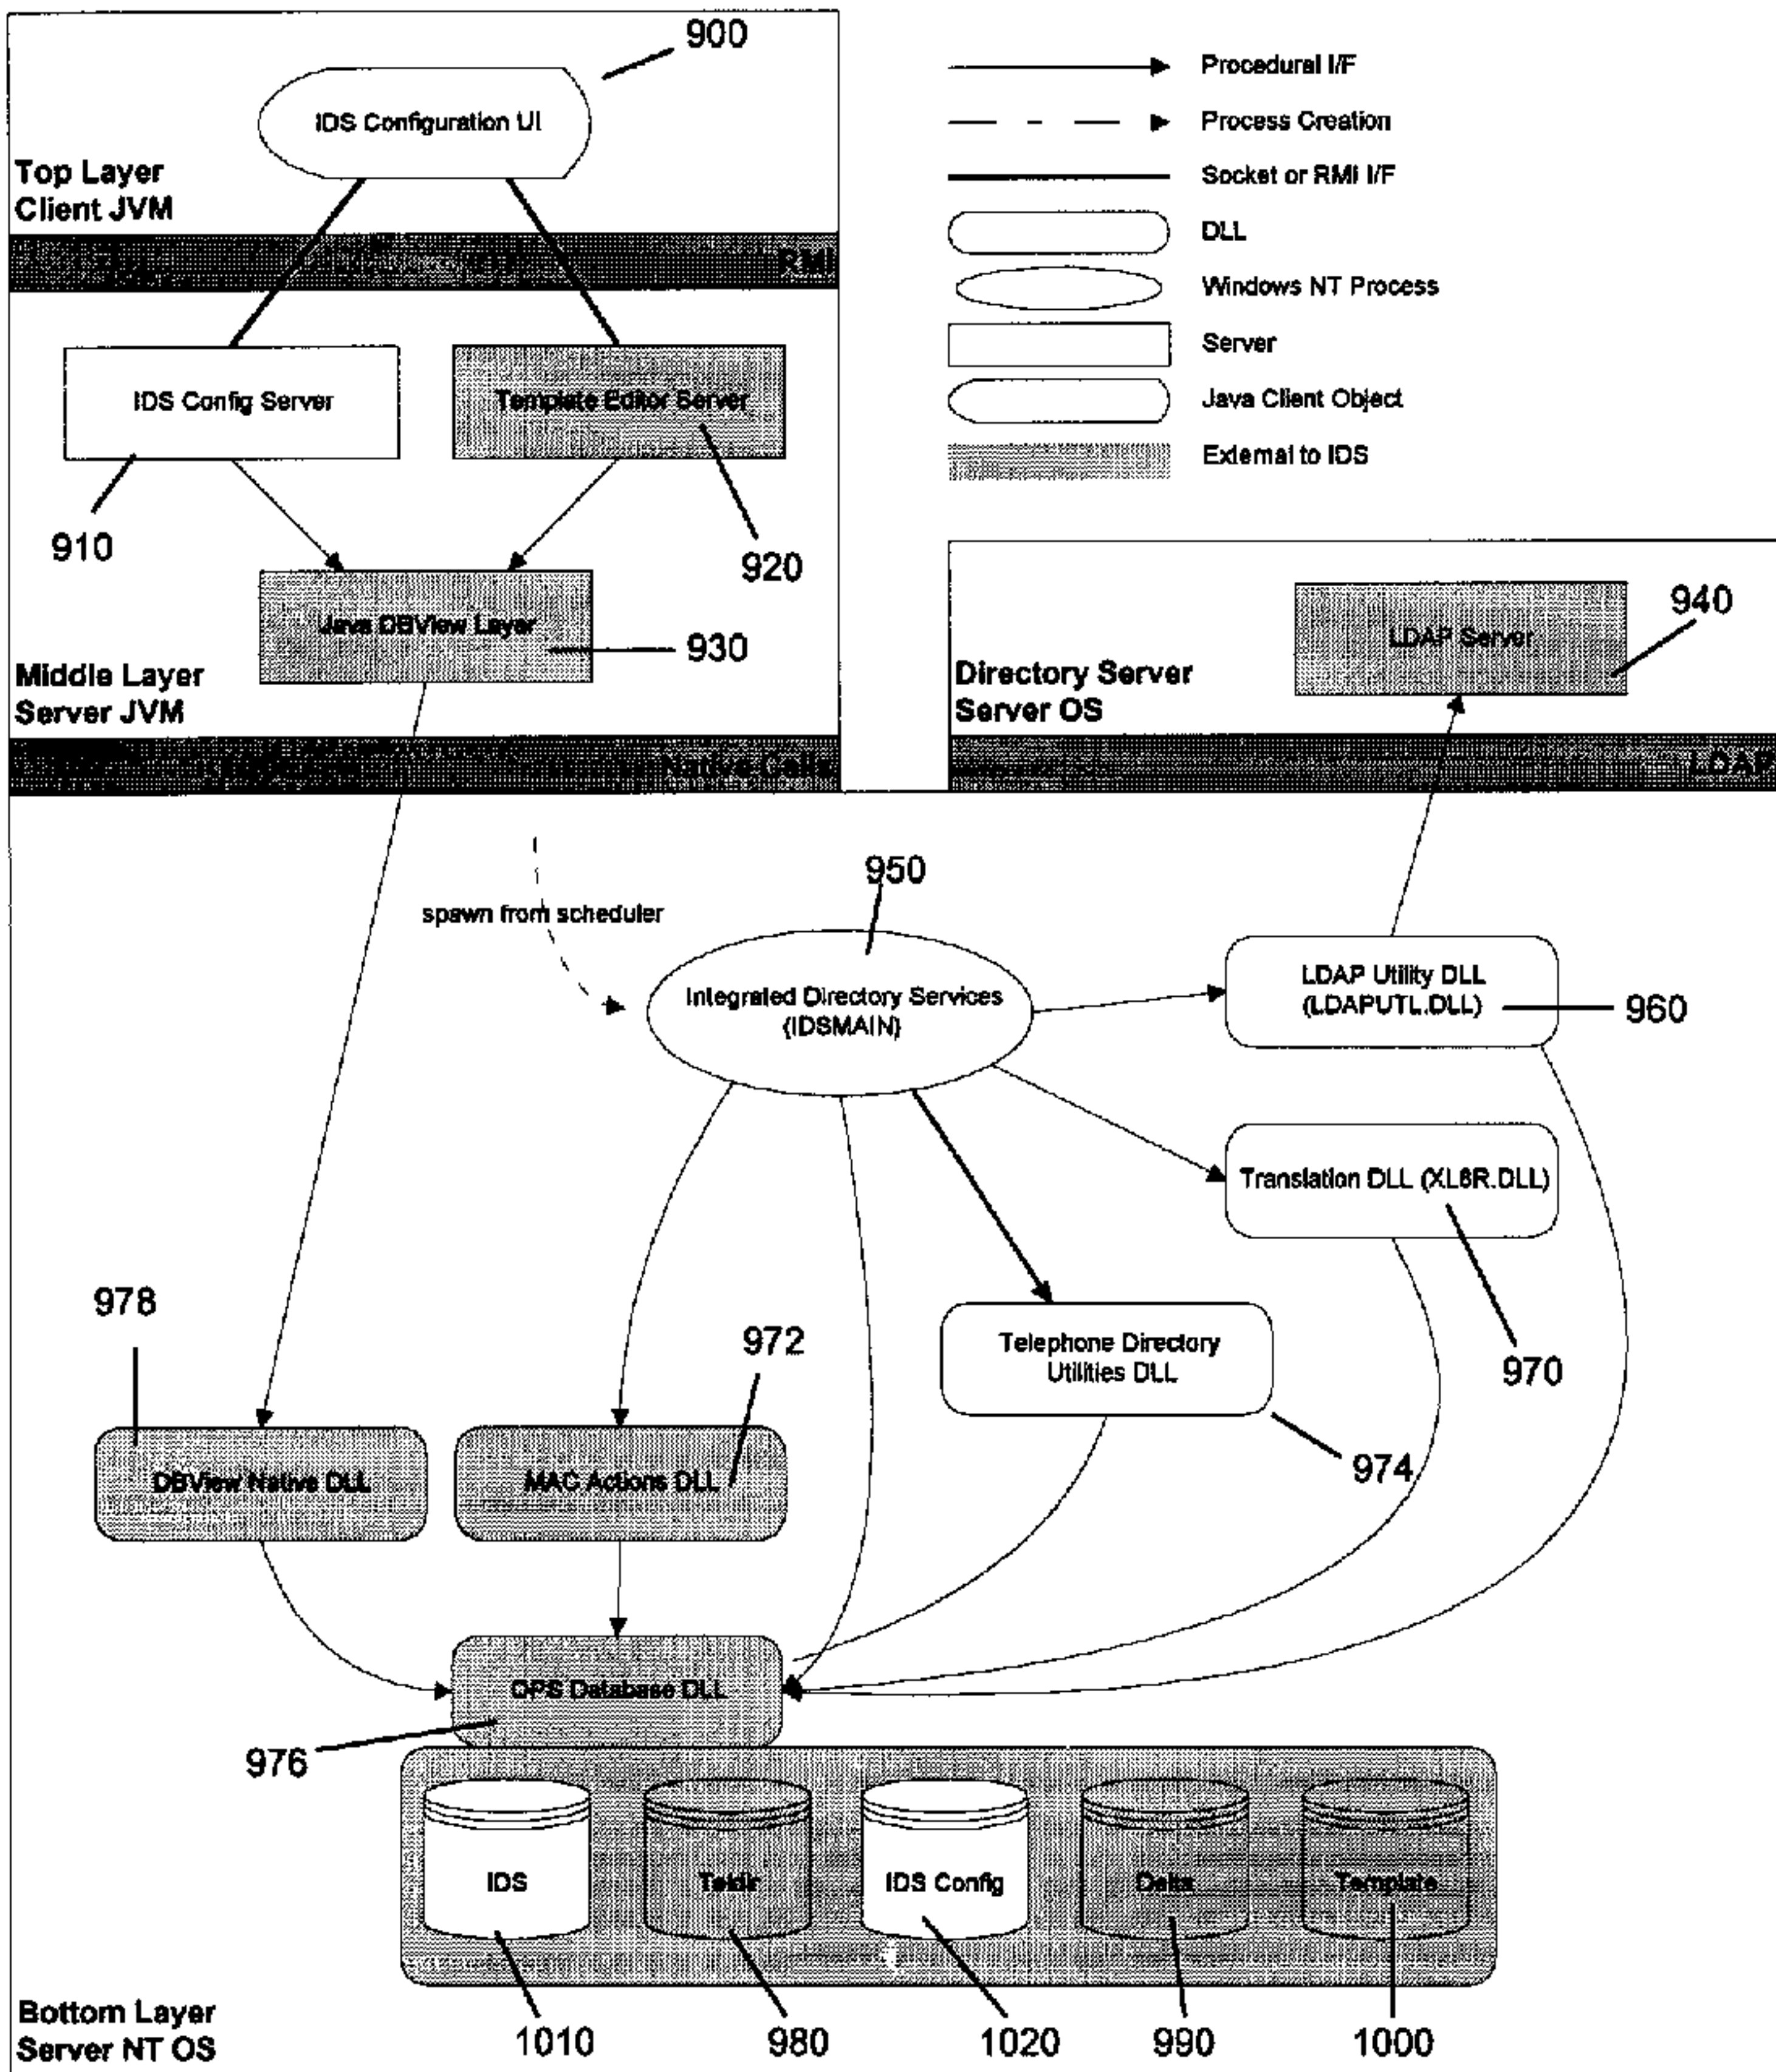 900
IDS Configuration UI
Top Layer
Client JVM
RMI
IDS Config Server
Template Editor Server
910
920
Java DBView Layer
930
Middle Layer
Server JVM
Native Calls
Procedural I/F
Process Creation
Socket or RMI I/F
DLL
Windows NT Process
Server
Java Client Object
External to IDS
940
LDAP Server
Directory Server
Server OS
LDAP
950
spawn from scheduler
Integrated Directory Services
(IDSMAIN)
LDAP Utility DLL
(LDAPUTL.DLL)
960
Translation DLL (XL8R.DLL)
978
972
Telephone Directory
Utilities DLL
970
974
DBView Native DLL
MAC Actions DLL
OPS Database DLL
976
IDS
Teldir
IDS Config
Delta
Template
Bottom Layer
Server NT OS
1010
980
1020
990
1000